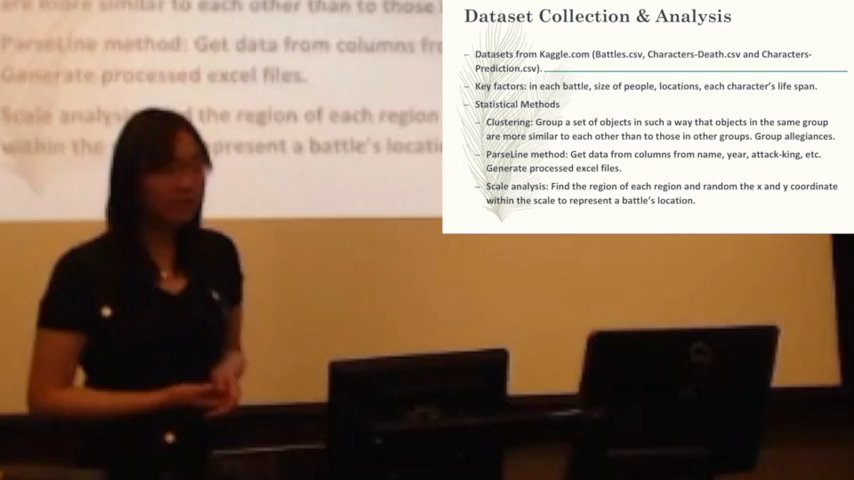 are more similar to each other than to those
ParseLine method: Get data from columns fro
Generate processed excel files.
Scale analysi d the region of each region
within the present a battle's locati
Dataset Collection & Analysis
– Datasets from Kaggle.com (Battles.csv, Characters-Death.csv and Characters-
Prediction.csv).
– Key factors: in each battle, size of people, locations, each character's life span.
– Statistical Methods
– Clustering: Group a set of objects in such a way that objects in the same group
are more similar to each other than to those in other groups. Group allegiances.
– ParseLine method: Get data from columns from name, year, attack-king, etc.
Generate processed excel files.
– Scale analysis: Find the region of each region and random the x and y coordinate
within the scale to represent a battle's location.